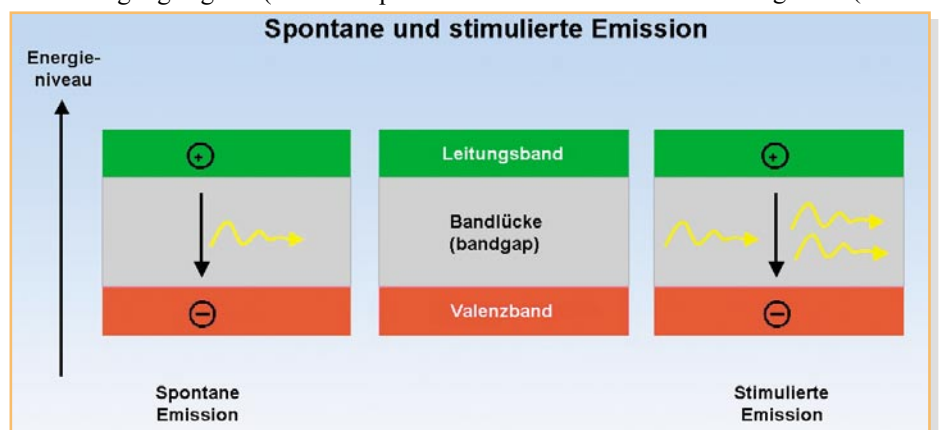 Spontane und stimulierte Emission
Energie-
niveau
+
Leitungsband
+
Bandlücke
(bandgap)
−
Valenzband
−
Spontane
Emission
Stimulierte
Emission